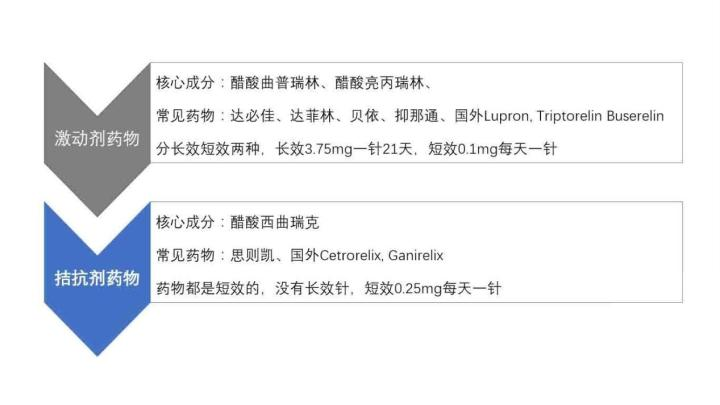 激动剂药物
核心成分：醋酸曲普瑞林、醋酸亮丙瑞林、
常见药物：达必佳、达菲林、贝依、抑那通、国外Lupron, Triptorelin Buserelin
分长效短效两种，长效3.75mg一针21天，短效0.1mg每天一针
拮抗剂药物
核心成分：醋酸西曲瑞克
常见药物：思则凯、国外Cetrorelix, Ganirelix
药物都是短效的，没有长效针，短效0.25mg每天一针